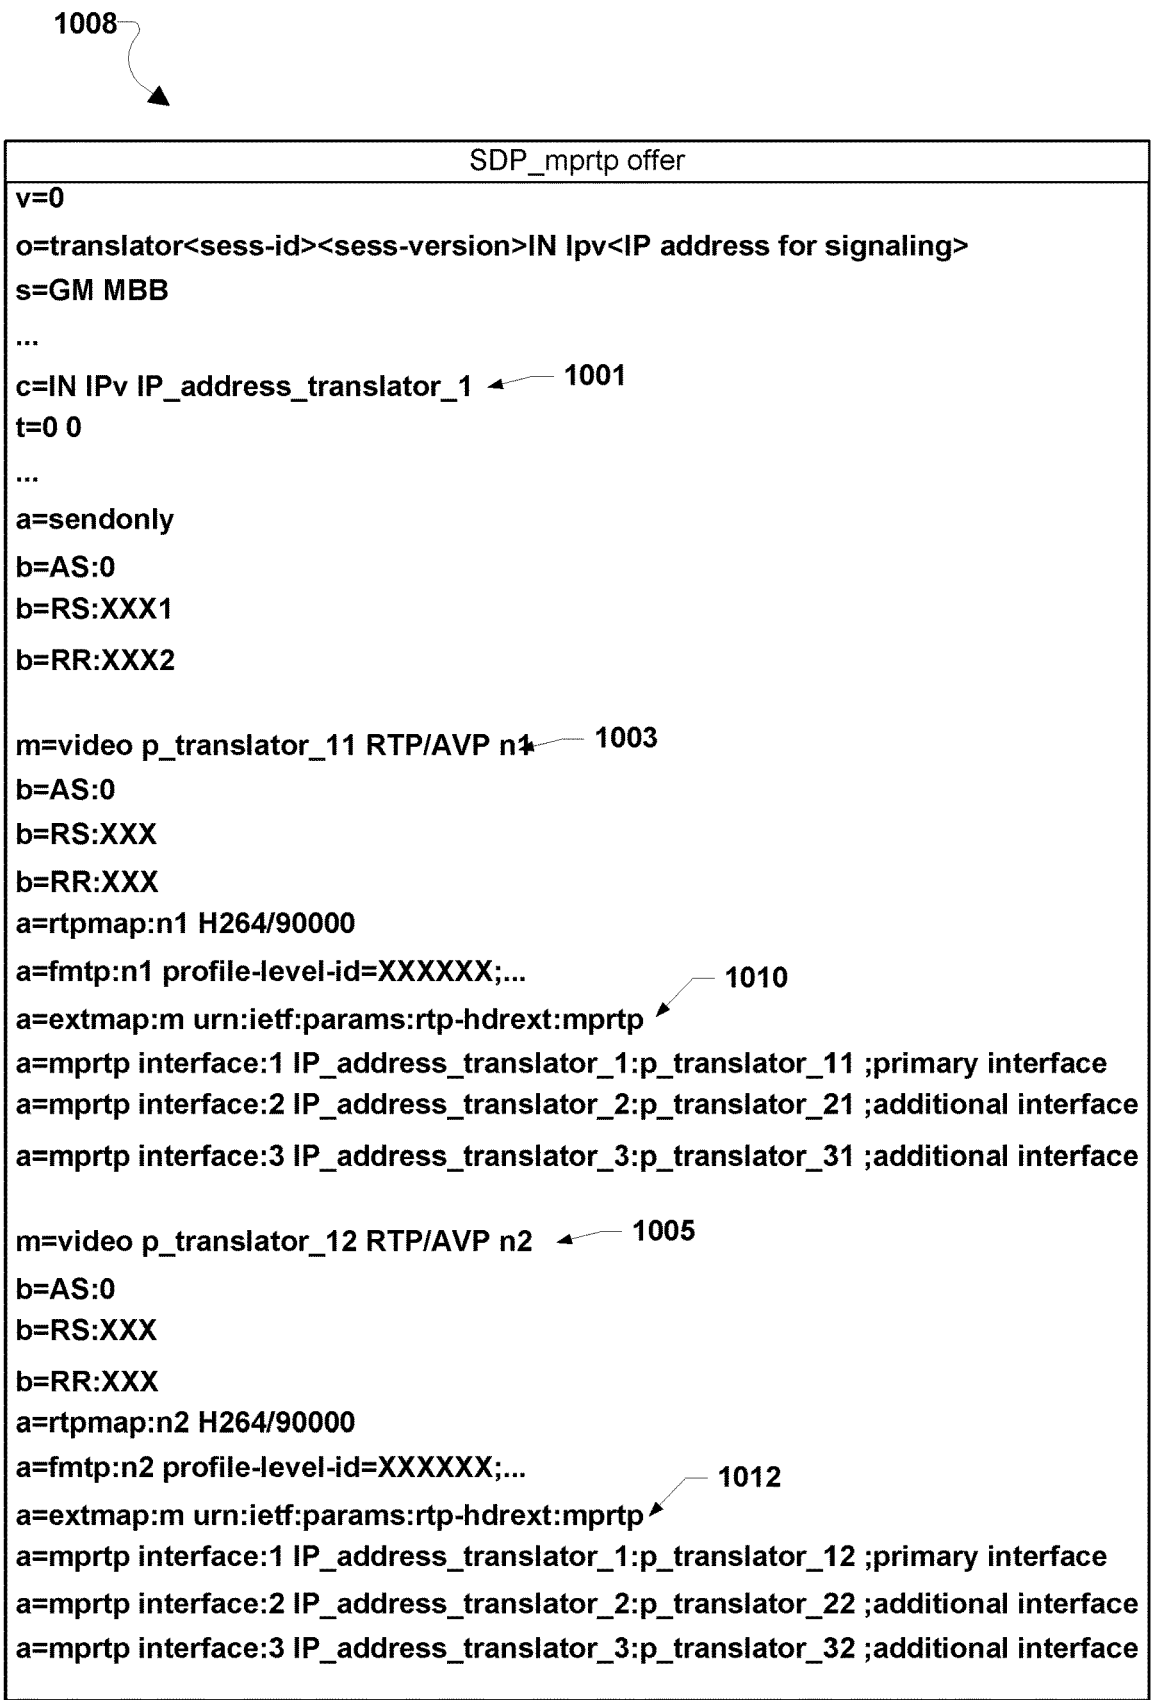 1008
SDP_mprtp offer
v=0
o=translator<sess-id><sess-version>IN Ipv<IP address for signaling>
s=GM MBB
...
c=IN IPv IP_address_translator_1 1001
t=0 0
...
a=sendonly
b=AS:0
b=RS:XXX1
b=RR:XXX2
m=video p_translator_11 RTP/AVP n1 1003
b=AS:0
b=RS:XXX
b=RR:XXX
a=rtpmap:n1 H264/90000
a=fmtp:n1 profile-level-id=XXXXXX;...
1010
a=extmap:m urn:ietf:params:rtp-hdrext:mprtp
a=mprtp interface:1 IP_address_translator_1:p_translator_11 ;primary interface
a=mprtp interface:2 IP_address_translator_2:p_translator_21 ;additional interface
a=mprtp interface:3 IP_address_translator_3:p_translator_31 ;additional interface
m=video p_translator_12 RTP/AVP n2 1005
b=AS:0
b=RS:XXX
b=RR:XXX
a=rtpmap:n2 H264/90000
a=fmtp:n2 profile-level-id=XXXXXX;...
1012
a=extmap:m urn:ietf:params:rtp-hdrext:mprtp
a=mprtp interface:1 IP_address_translator_1:p_translator_12 ;primary interface
a=mprtp interface:2 IP_address_translator_2:p_translator_22 ;additional interface
a=mprtp interface:3 IP_address_translator_3:p_translator_32 ;additional interface